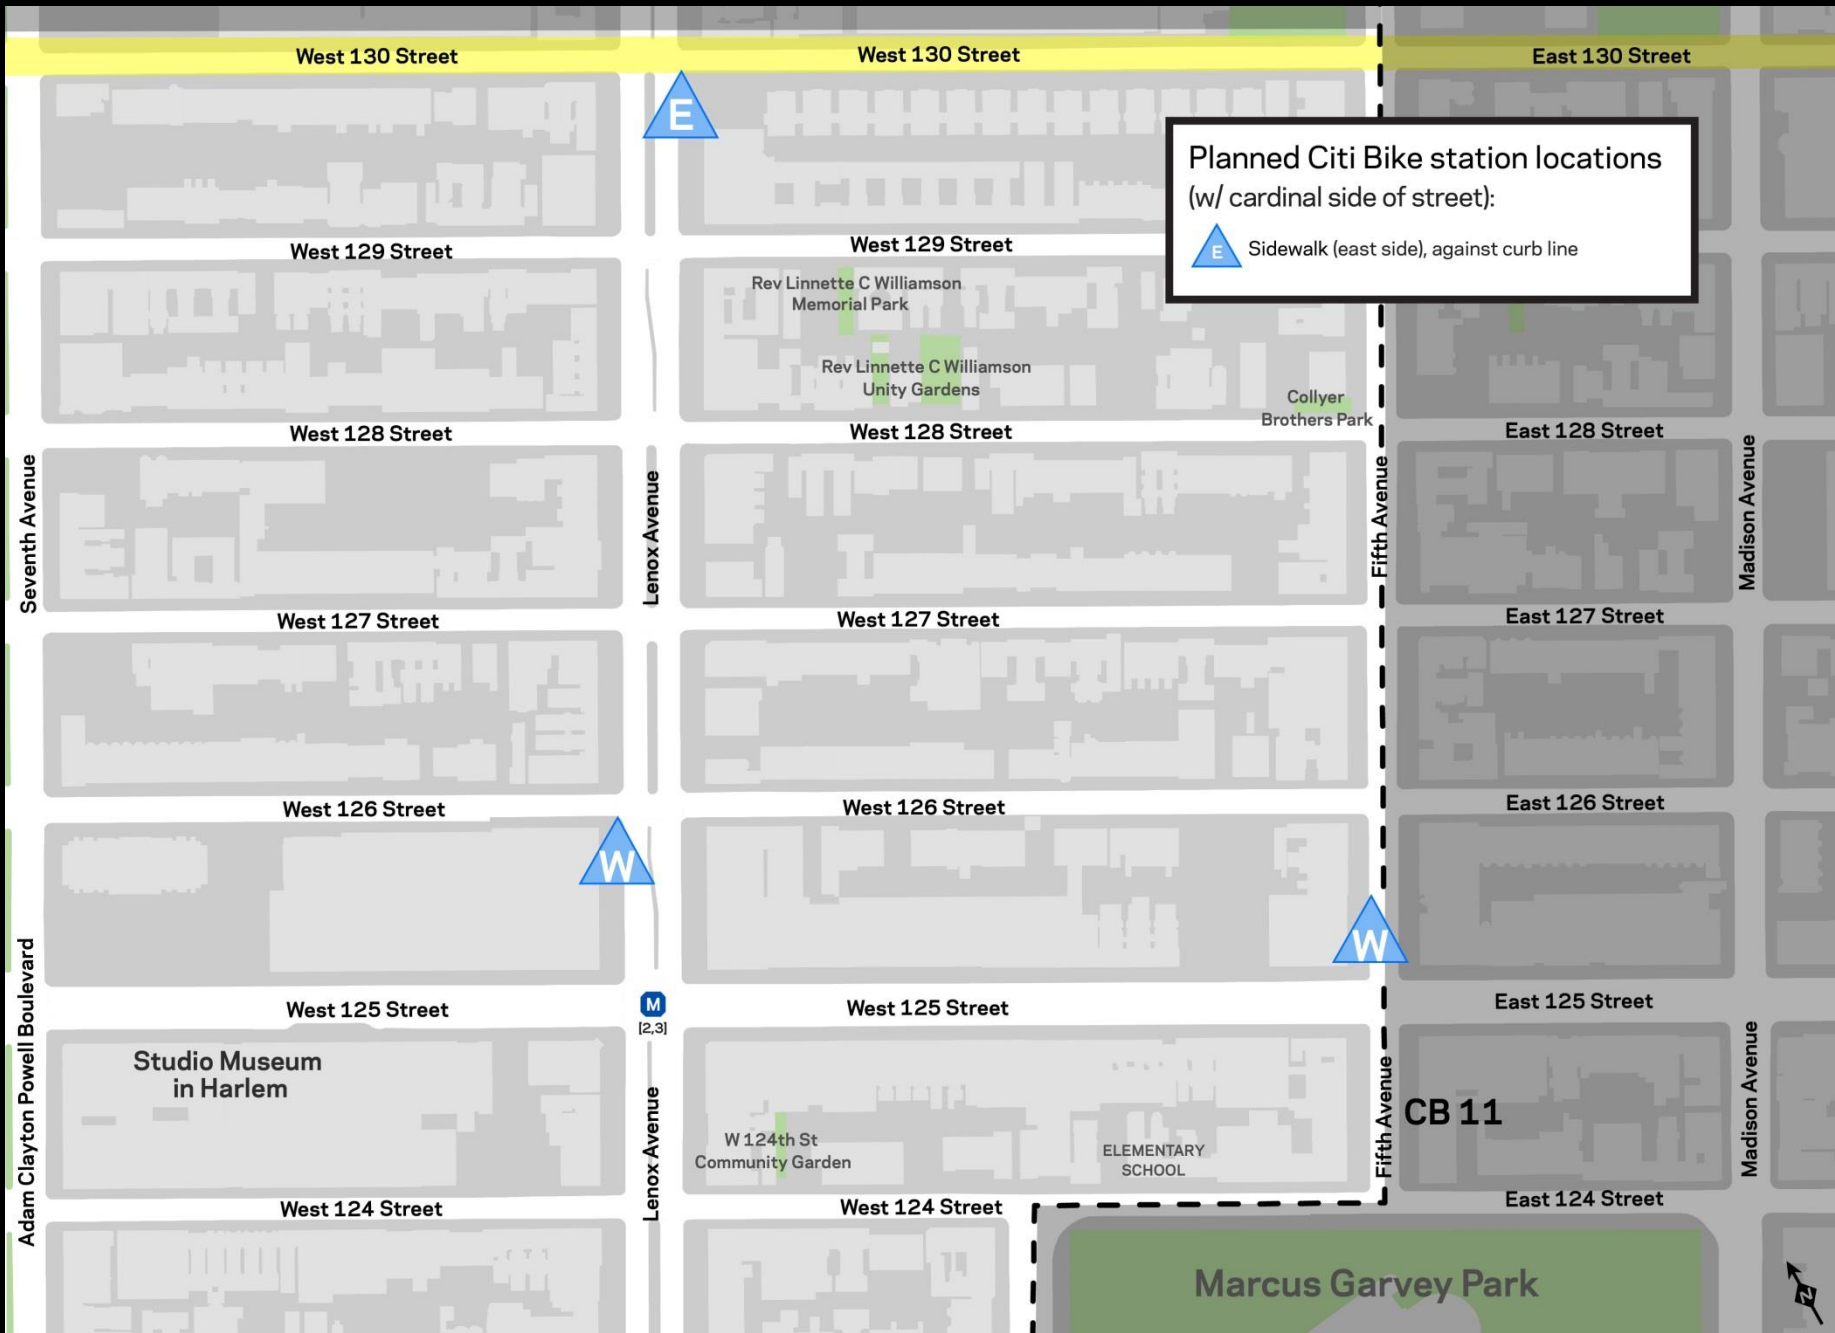 West 130 Street
West 130 Street
East 130 Street
E
Planned Citi Bike station locations
(w/ cardinal side of street):
E Sidewalk (east side), against curb line
West 129 Street
West 129 Street
Rev Linnette C Williamson
Memorial Park
Rev Linnette C Williamson
Unity Gardens
Collyer
Brothers Park
West 128 Street
West 128 Street
East 128 Street
Seventh Avenue
Lenox Avenue
Fifth Avenue
Madison Avenue
West 127 Street
West 127 Street
East 127 Street
West 126 Street
West 126 Street
East 126 Street
W
W
Adam Clayton Powell Boulevard
West 125 Street
M
[2,3]
West 125 Street
East 125 Street
Studio Museum
in Harlem
Lenox Avenue
W 124th St
Community Garden
ELEMENTARY
SCHOOL
Fifth Avenue
CB 11
Madison Avenue
West 124 Street
West 124 Street
East 124 Street
Marcus Garvey Park
N